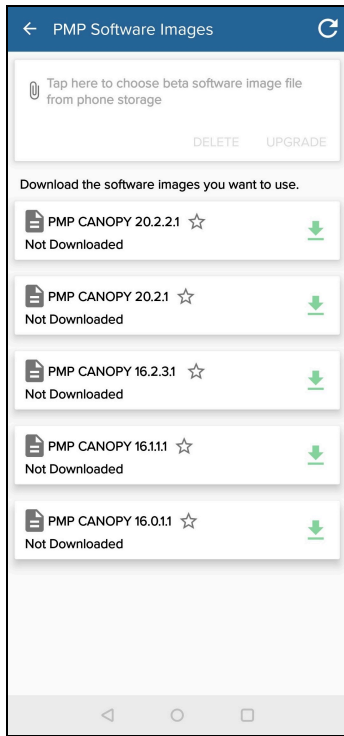 PMP Software Images
Tap here to choose beta software image file
from phone storage
DELETE UPGRADE
Download the software images you want to use.
PMP CANOPY 20.2.2.1
Not Downloaded
PMP CANOPY 20.2.1
Not Downloaded
PMP CANOPY 16.2.3.1
Not Downloaded
PMP CANOPY 16.1.1.1
Not Downloaded
PMP CANOPY 16.0.1.1
Not Downloaded